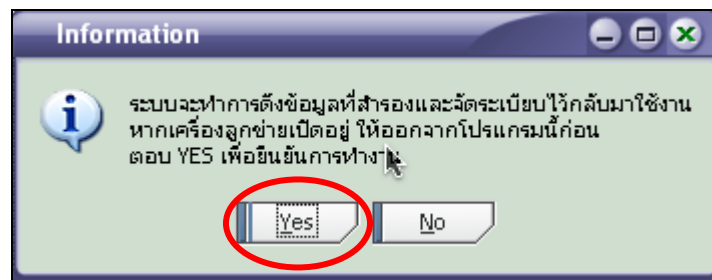 Information
ระบบจะทำการดึงข้อมูลที่สำรองและจัดระเบียบไว้กลับมาใช้งาน
หากเครื่องลูกข่ายเปิดอยู่ ให้ออกจากโปรแกรมนี้ก่อน
ตอบ YES เพื่อยืนยันการทำงาน
Yes No